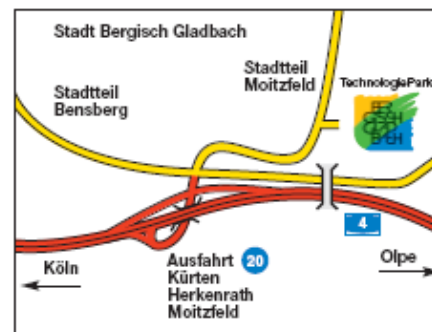 Stadt Bergisch Gladbach
Stadtteil
Moitzfeld
TechnologiePark
Stadtteil
Bensberg
4
Köln
Ausfahrt 20
Kürten
Herkenrath
Moitzfeld
Olpe